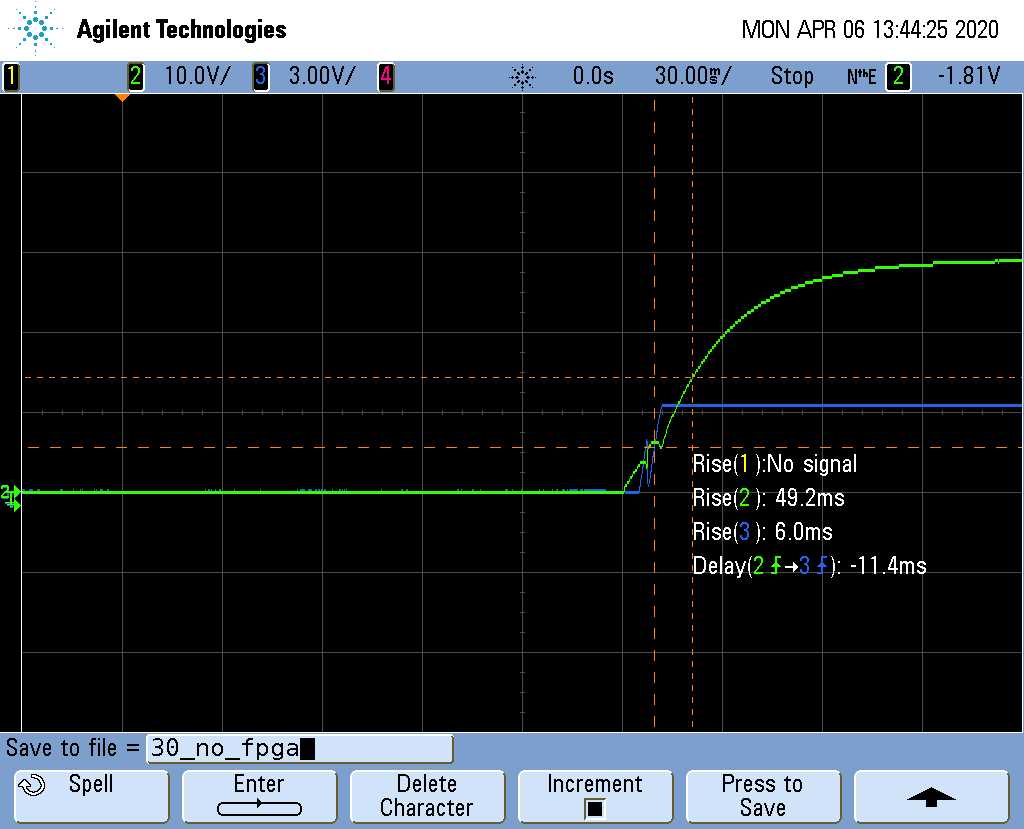 Agilent Technologies
MON APR 06 13:44:25 2020
1 2 10.0V/ 3 3.00V/ 4 0.0s 30.00ms/ Stop NthE 2 -1.81V
2
Rise(1):No signal
Rise(2): 49.2ms
Rise(3): 6.0ms
Delay(2→3): -11.4ms
Save to file = 30_no_fpga
Spell
Enter
Delete
Character
Increment
Press to
Save